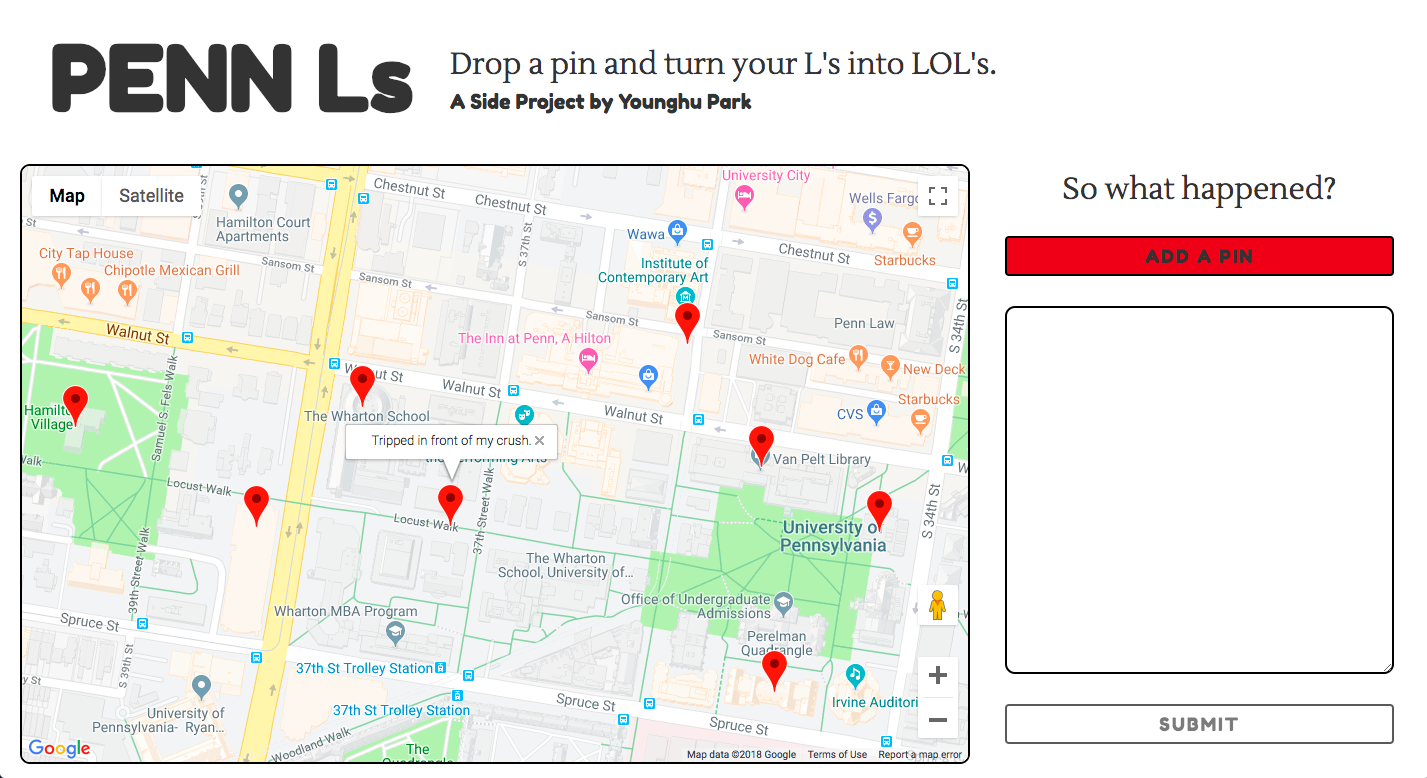 PENN Ls
Drop a pin and turn your L's into LOL's.
A Side Project by Younghu Park
Map
Satellite
So what happened?
ADD A PIN
SUBMIT
Chestnut St
Chestnut St
Chestnut St
University City
Wells Fargo
Hamilton Court
Apartments
Wawa
Starbucks
City Tap House
Chipotle Mexican Grill
Sansom St
Sansom St
Sansom St
Sansom St
S 37th St
Institute of
Contemporary Art
Penn Law
S 34th St
Walnut St
The Inn at Penn, A Hilton
White Dog Cafe
New Deck
Walnut St
Walnut St
Starbucks
CVS
Samuel S. Fels Walk
The Wharton School
Village
Tripped in front of my crush.
Van Pelt Library
Locust Walk
Locust Walk
37th Street Walk
S 34th St
University of
Pennsylvania
The Wharton
School, University of...
39th Street Walk
Office of Undergraduate
Admissions
Wharton MBA Program
Spruce St
Perelman
Quadrangle
37th St Trolley Station
S 39th St
37th St Trolley Station
Spruce St
Spruce St
University of
Pennsylvania- Ryan...
Woodland Walk
The
Google
Map data ©2018 Google
Terms of Use
Report a map error